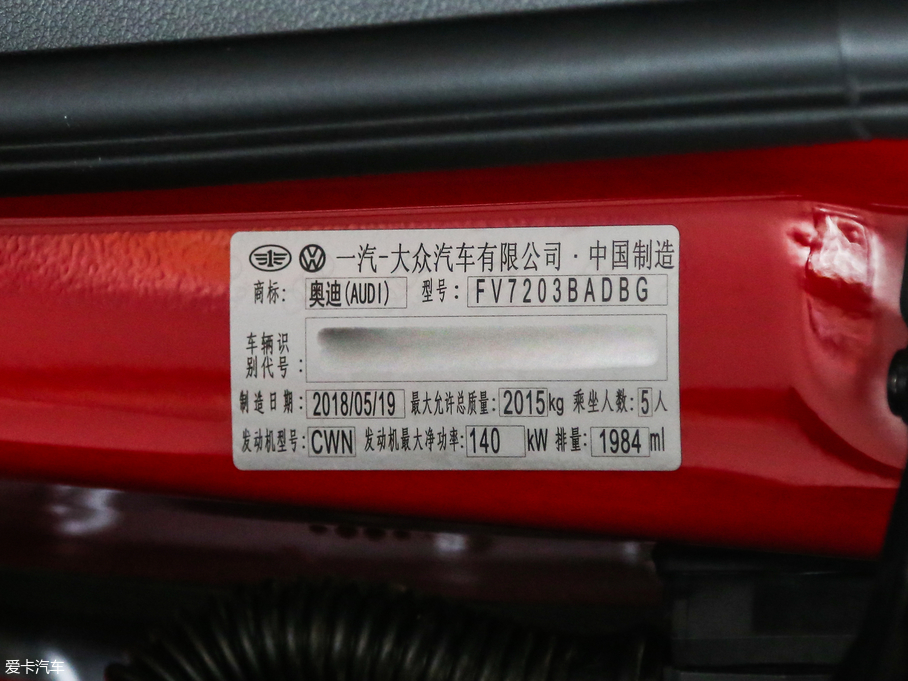 一汽-大众汽车有限公司·中国制造
商标: 奥迪(AUDI) 型号: FV7203BADBG
车辆识
别代号:
制造日期: 2018/05/19 最大允许总质量: 2015kg 乘坐人数: 5人
发动机型号: CWN 发动机最大净功率: 140 kW 排量: 1984 ml
爱卡汽车